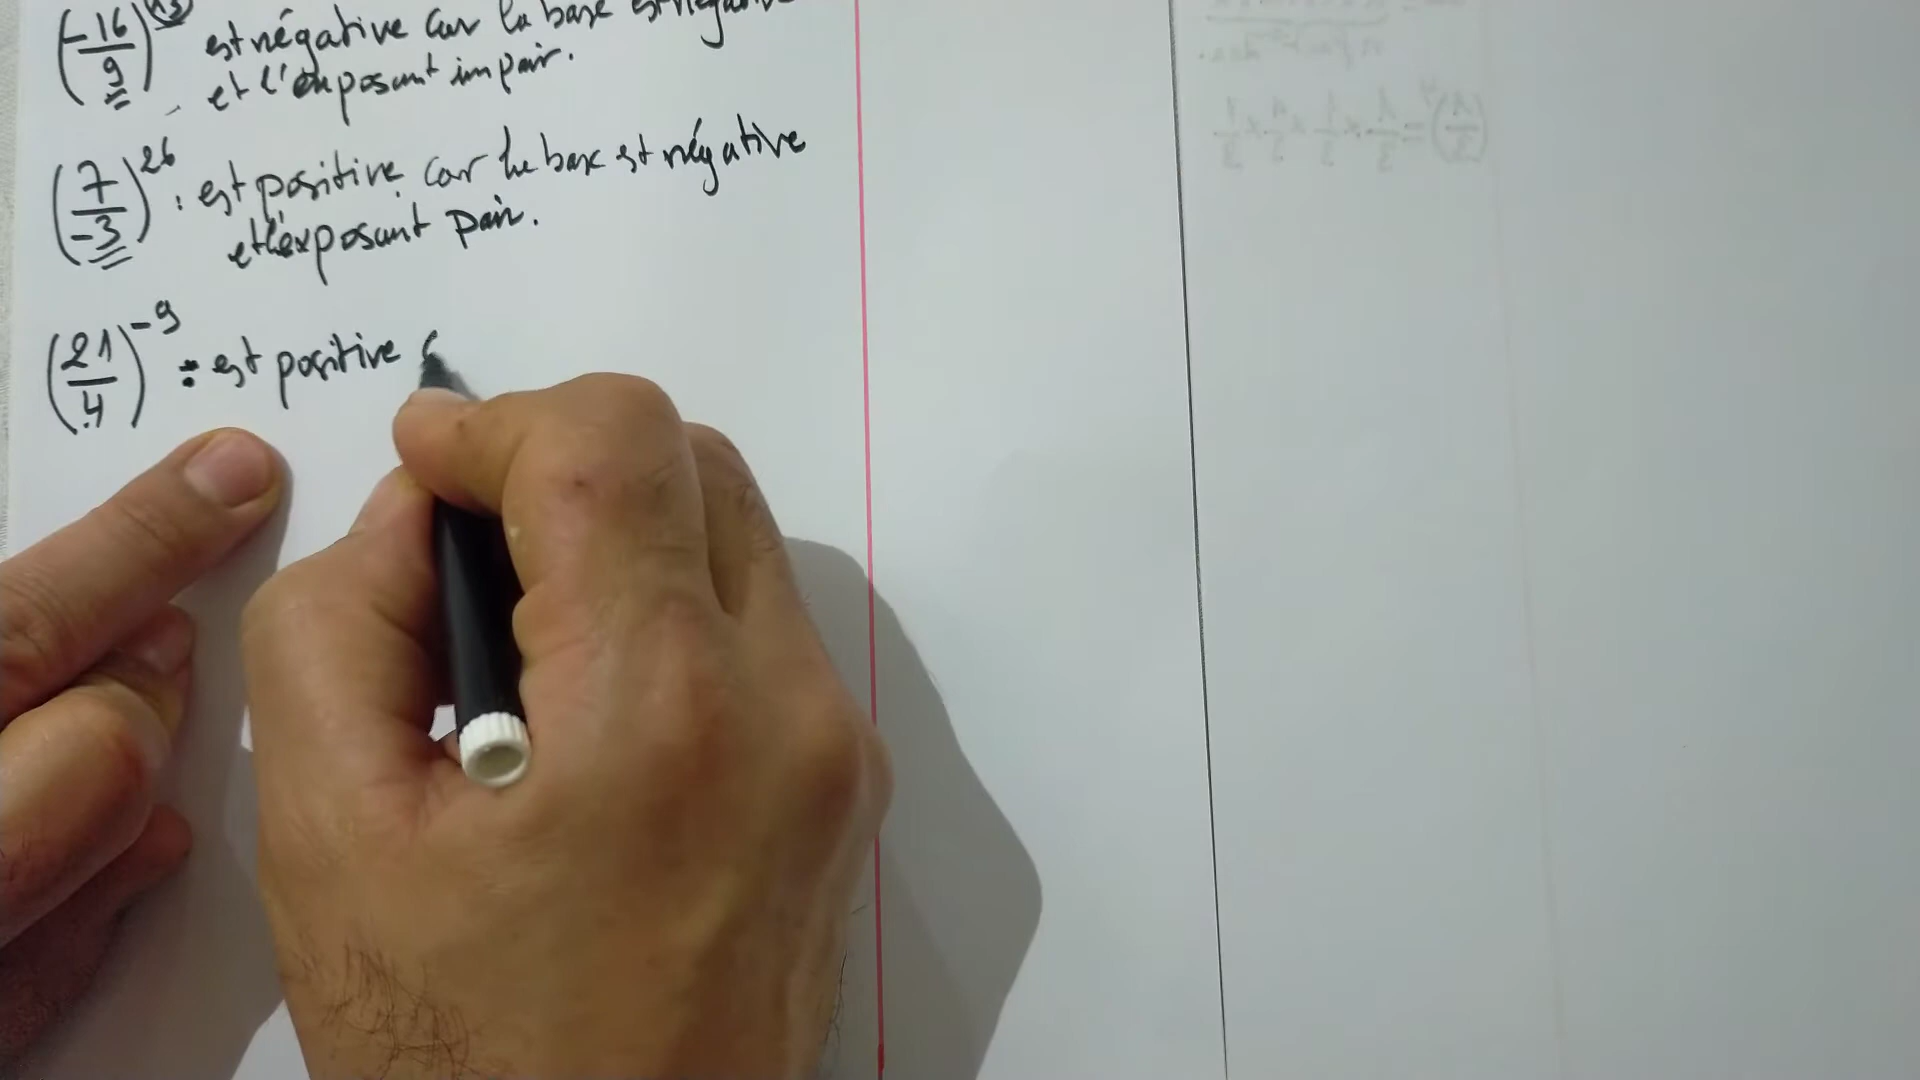 (-16/9)^13 est négative car la base est négative
et l'exposant impair.
(7/-3)^26 : est positive car la base est négative
et l'exposant pair.
(21/4)^-9 : est positive c